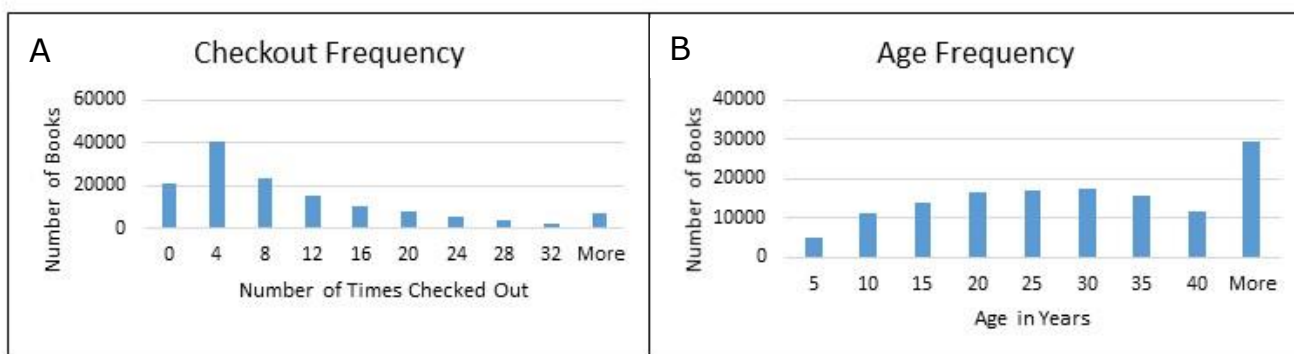 A
Checkout Frequency
Number of Books
60000
40000
20000
0
0 4 8 12 16 20 24 28 32 More
Number of Times Checked Out
B
Age Frequency
Number of Books
40000
30000
20000
10000
0
5 10 15 20 25 30 35 40 More
Age in Years